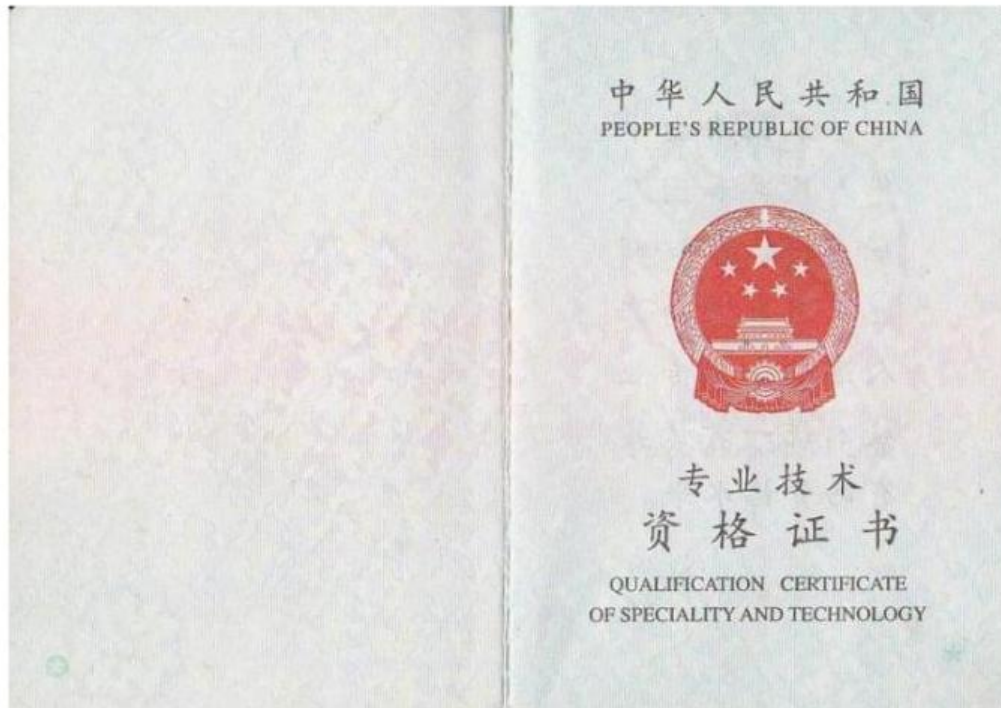 中华人民共和国
PEOPLE'S REPUBLIC OF CHINA
专业技术
资格证书
QUALIFICATION CERTIFICATE
OF SPECIALITY AND TECHNOLOGY